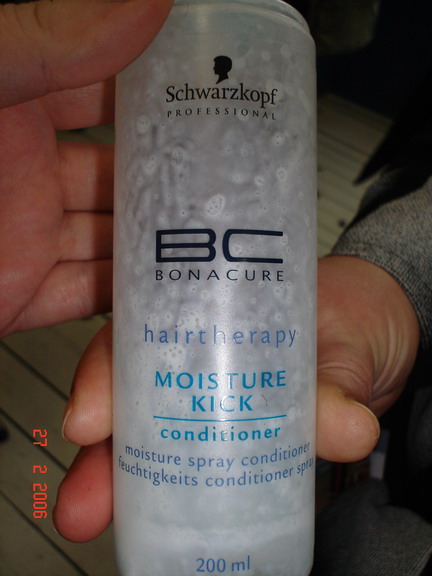 Schwarzkopf
PROFESSIONAL
BC
BONACURE
hairtherapy
MOISTURE
KICK
conditioner
moisture spray conditioner
feuchtigkeits conditioner spray
200 ml
27 2 2006